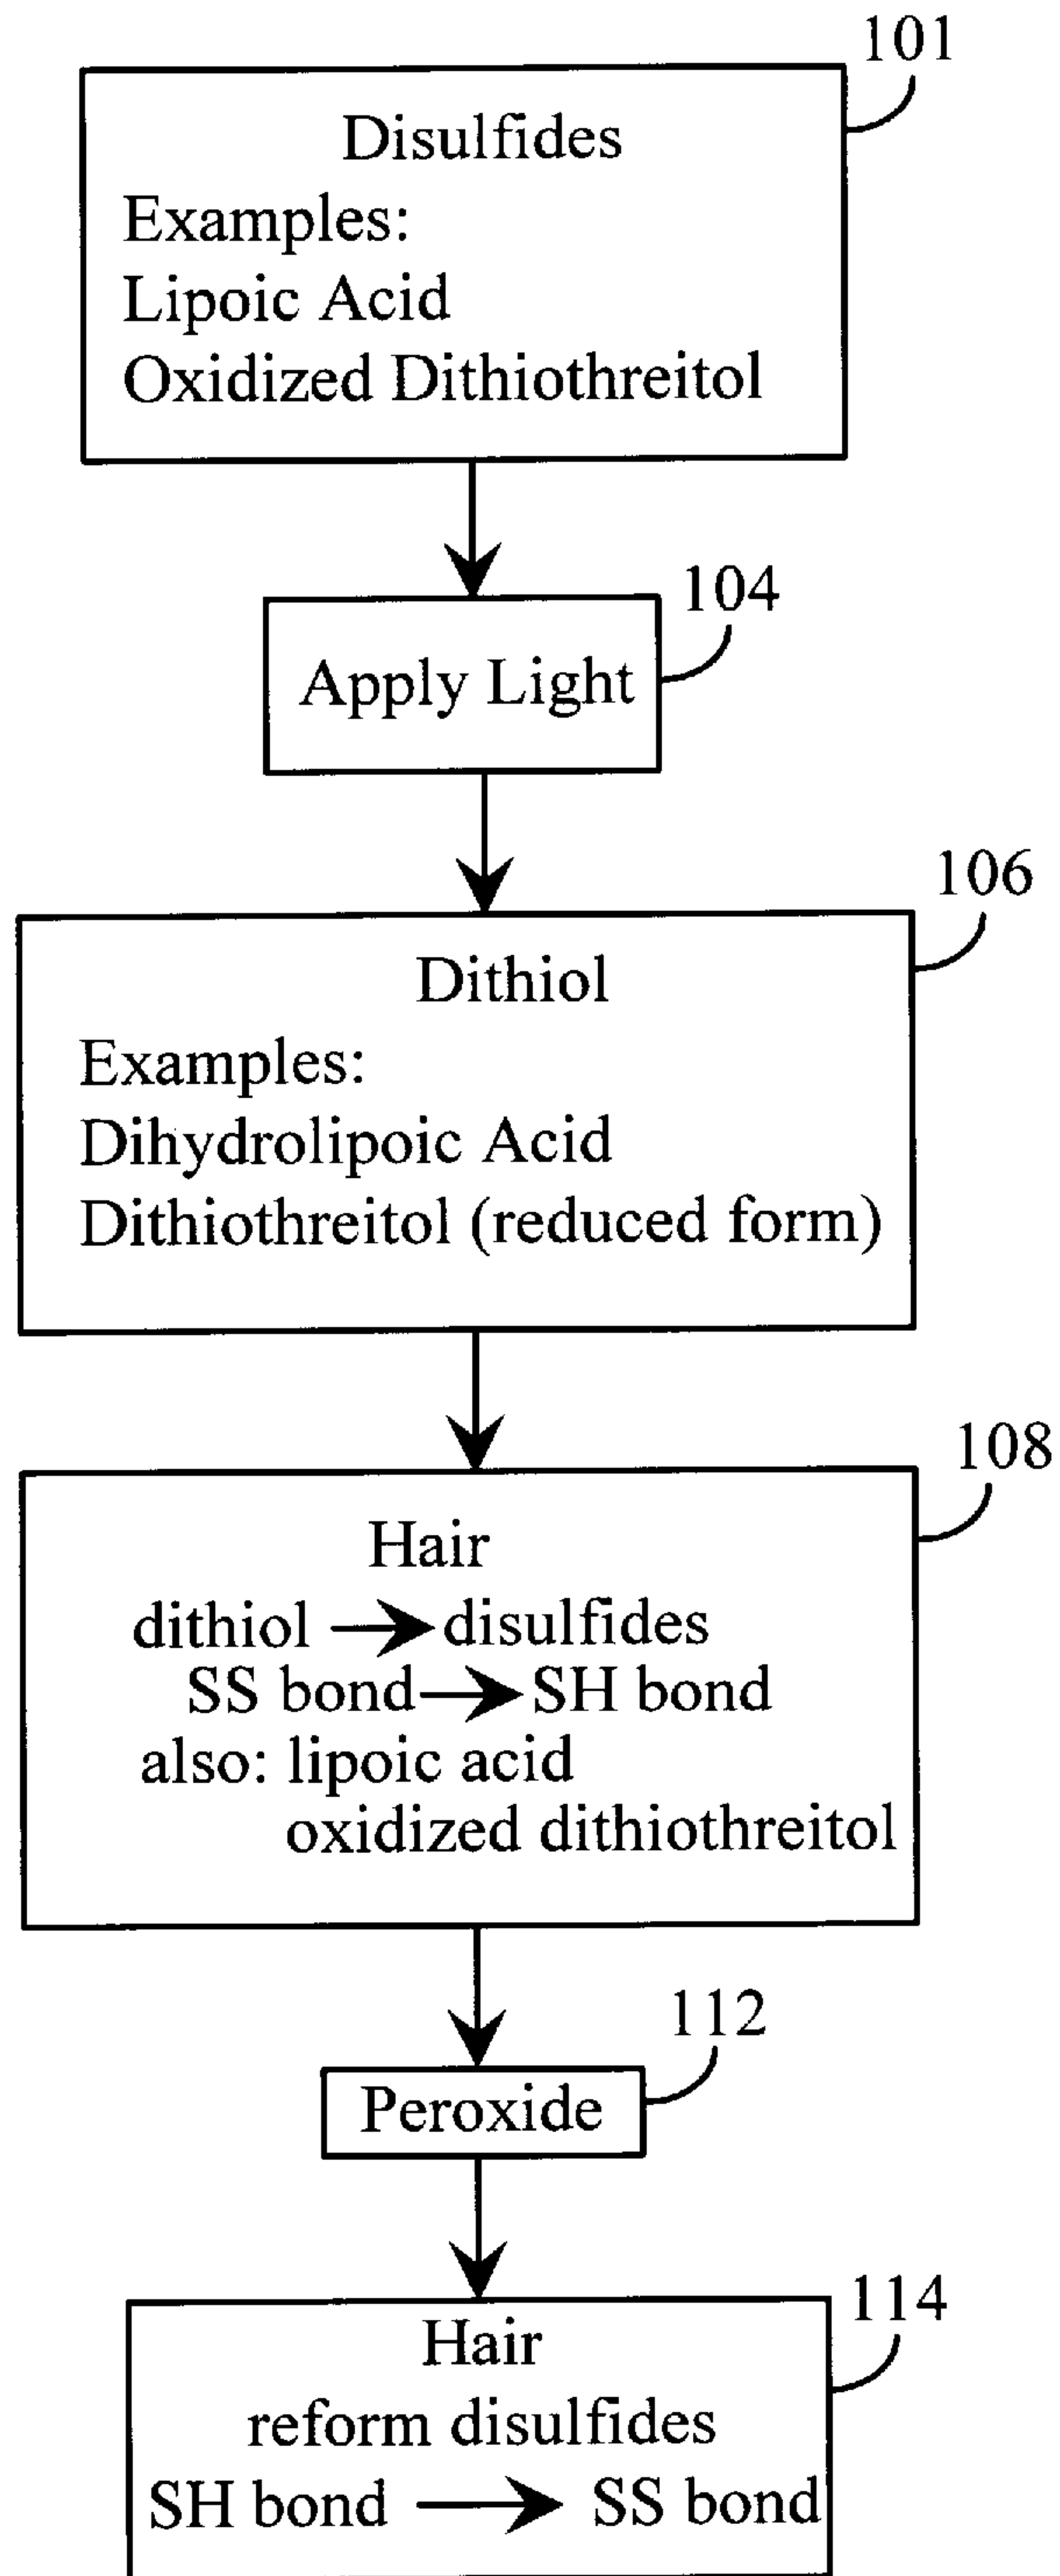 101
Disulfides
Examples:
Lipoic Acid
Oxidized Dithiothreitol
104
Apply Light
106
Dithiol
Examples:
Dihydrolipoic Acid
Dithiothreitol (reduced form)
108
Hair
dithiol → disulfides
SS bond → SH bond
also: lipoic acid
oxidized dithiothreitol
112
Peroxide
114
Hair
reform disulfides
SH bond → SS bond